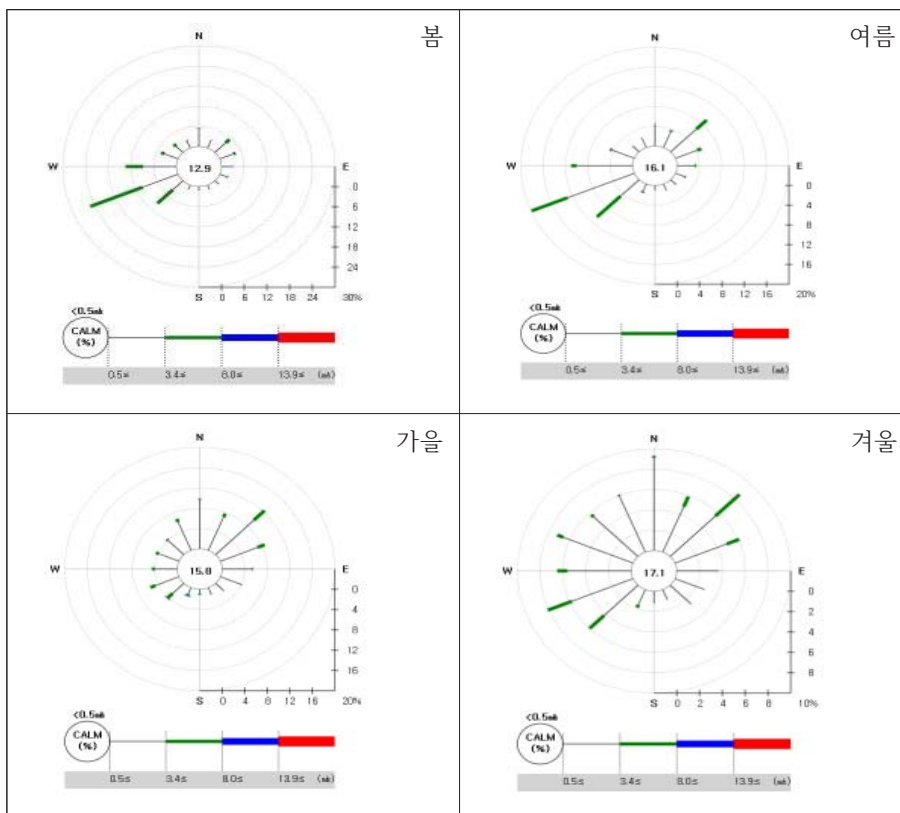 봄
N
W
12.9
E
0
6
12
18
24
S 0 6 12 18 24 30%
<0.5㎧
CALM
(%)
0.5≤ 3.4≤ 8.0≤ 13.9≤ (㎧)
여름
N
W
16.1
E
0
4
8
12
16
S 0 4 8 12 16 20%
<0.5㎧
CALM
(%)
0.5≤ 3.4≤ 8.0≤ 13.9≤ (㎧)
가을
N
W
15.8
E
0
4
8
12
16
S 0 4 8 12 16 20%
<0.5㎧
CALM
(%)
0.5≤ 3.4≤ 8.0≤ 13.9≤ (㎧)
겨울
N
W
17.1
E
0
2
4
6
8
S 0 2 4 6 8 10%
<0.5㎧
CALM
(%)
0.5≤ 3.4≤ 8.0≤ 13.9≤ (㎧)